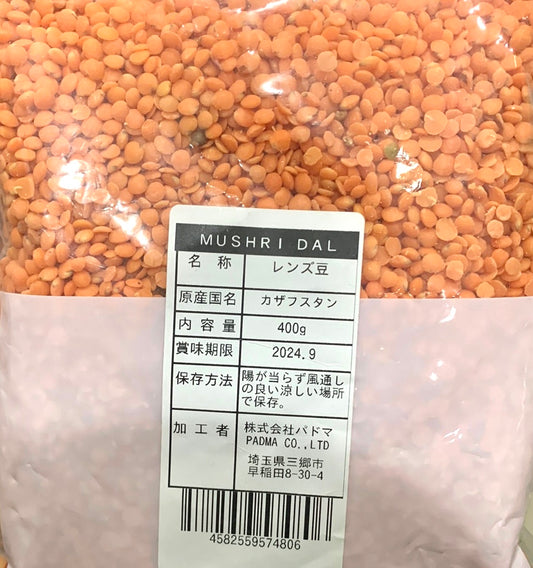 MUSHRI DAL
名称 レンズ豆
原産国名 カザフスタン
内容量 400g
賞味期限 2024.9
保存方法 陽が当らず風通し
の良い涼しい場所
で保存。
加工者 株式会社パドマ
PADMA CO.,LTD
埼玉県三郷市
早稲田8-30-4
4582559574806